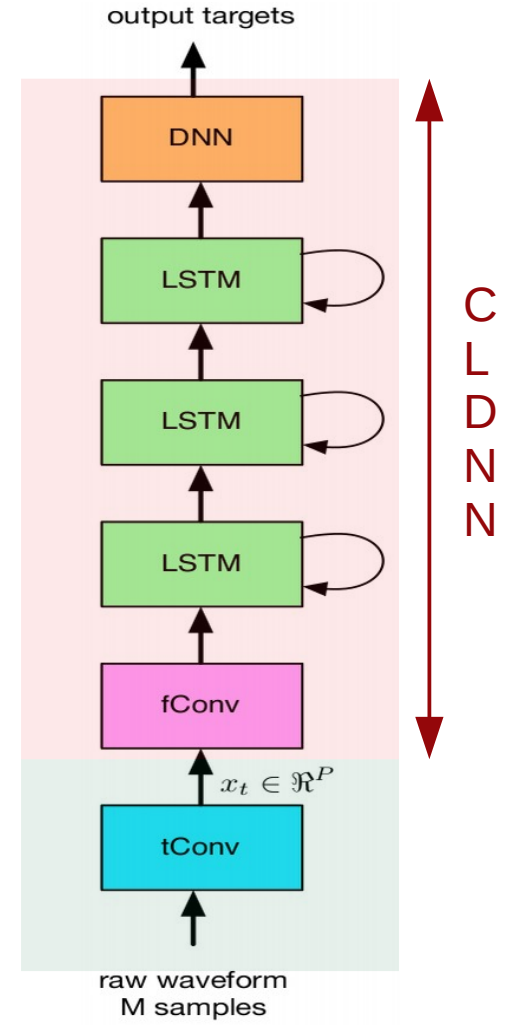 output targets
DNN
LSTM
LSTM
LSTM
fConv
x_t ∈ ℜ^P
tConv
raw waveform
M samples
C
L
D
N
N